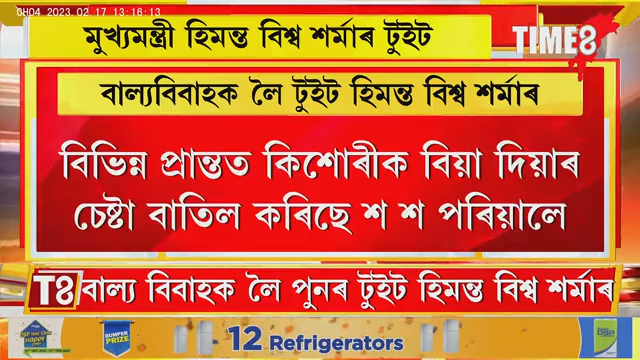 CH04 2023.02.17 13:16:13
মুখ্যমন্ত্ৰী হিমন্ত বিশ্ব শৰ্মাৰ টুইট
TIME8
বাল্যবিবাহক লৈ টুইট হিমন্ত বিশ্ব শৰ্মাৰ
বিভিন্ন প্ৰান্তত কিশোৰীক বিয়া দিয়াৰ
চেষ্টা বাতিল কৰিছে শ শ পৰিয়ালে
T8 বাল্য বিবাহক লৈ পুনৰ টুইট হিমন্ত বিশ্ব শৰ্মাৰ
BUMPER
PRIZE
12 Refrigerators